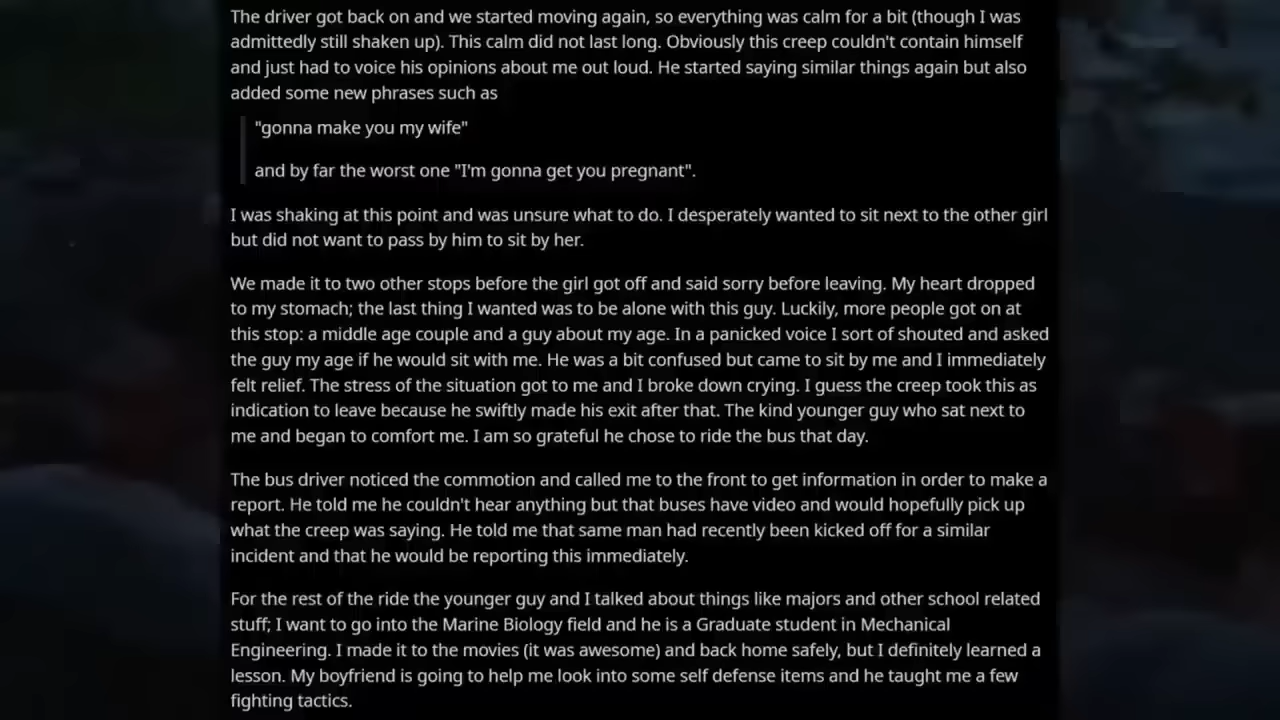 The driver got back on and we started moving again, so everything was calm for a bit (though I was
admittedly still shaken up). This calm did not last long. Obviously this creep couldn't contain himself
and just had to voice his opinions about me out loud. He started saying similar things again but also
added some new phrases such as
"gonna make you my wife"
and by far the worst one "I'm gonna get you pregnant".
I was shaking at this point and was unsure what to do. I desperately wanted to sit next to the other girl
but did not want to pass by him to sit by her.
We made it to two other stops before the girl got off and said sorry before leaving. My heart dropped
to my stomach; the last thing I wanted was to be alone with this guy. Luckily, more people got on at
this stop: a middle age couple and a guy about my age. In a panicked voice I sort of shouted and asked
the guy my age if he would sit with me. He was a bit confused but came to sit by me and I immediately
felt relief. The stress of the situation got to me and I broke down crying. I guess the creep took this as
indication to leave because he swiftly made his exit after that. The kind younger guy who sat next to
me and began to comfort me. I am so grateful he chose to ride the bus that day.
The bus driver noticed the commotion and called me to the front to get information in order to make a
report. He told me he couldn't hear anything but that buses have video and would hopefully pick up
what the creep was saying. He told me that same man had recently been kicked off for a similar
incident and that he would be reporting this immediately.
For the rest of the ride the younger guy and I talked about things like majors and other school related
stuff; I want to go into the Marine Biology field and he is a Graduate student in Mechanical
Engineering. I made it to the movies (it was awesome) and back home safely, but I definitely learned a
lesson. My boyfriend is going to help me look into some self defense items and he taught me a few
fighting tactics.